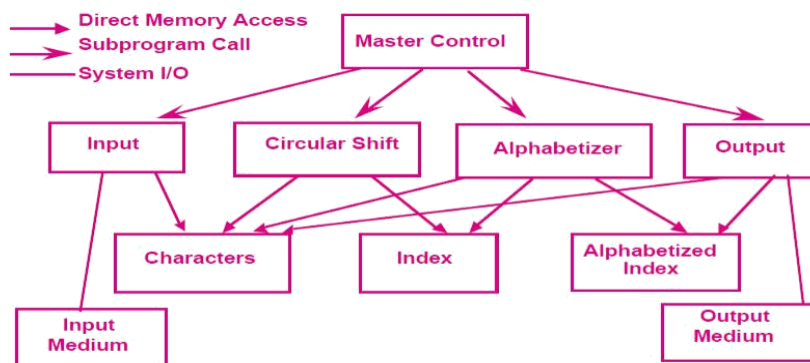 Direct Memory Access
Subprogram Call
System I/O
Master Control
Input
Circular Shift
Alphabetizer
Output
Characters
Index
Alphabetized
Index
Input
Medium
Output
Medium